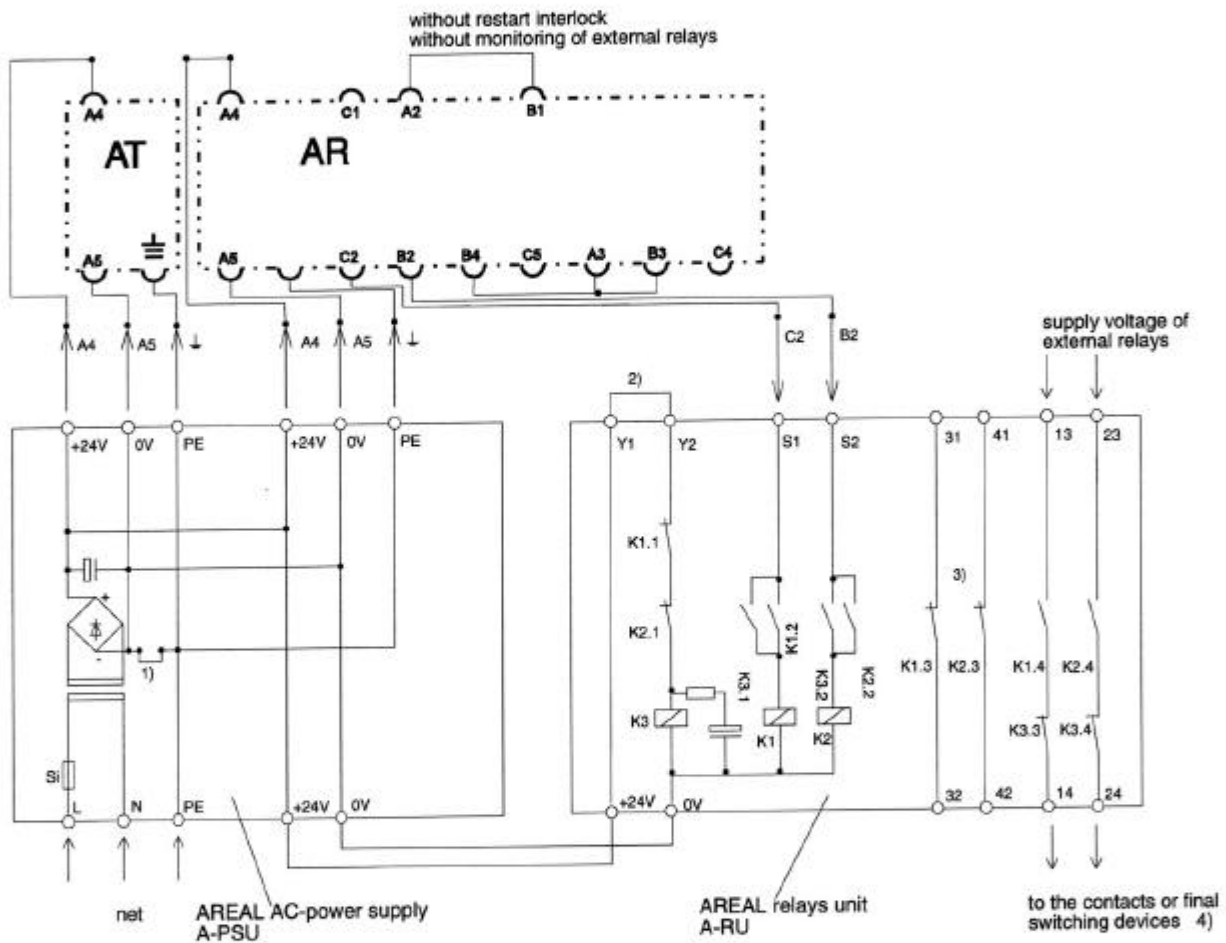 without restart interlock
without monitoring of external relays
A4 A4 C1 A2 B1
AT AR
A5 A5 C2 B2 B4 C5 A3 B3 C4
A4 A5 A4 A5 C2 B2
supply voltage of
external relays
2)
+24V 0V PE +24V 0V PE Y1 Y2 S1 S2 31 41 13 23
K1.1
3)
+
K2.1 K1.2
-
1)
K1.3 K2.3 K1.4 K2.4
K3.1 K3.2 K2.2
K3 K1 K2 K3.3 K3.4
Si
L N PE +24V 0V +24V 0V 32 42 14 24
net
AREAL AC-power supply
A-PSU
AREAL relays unit
A-RU
to the contacts or final
switching devices 4)